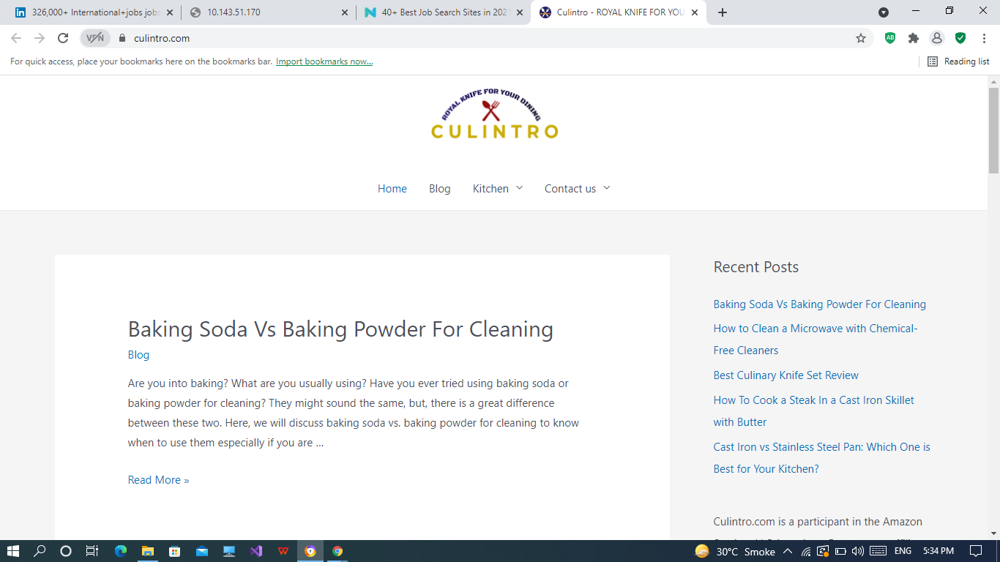 326,000+ International+jobs jobs
10.143.51.170
40+ Best Job Search Sites in 2021
Culintro - ROYAL KNIFE FOR YOU
VPN
culintro.com
For quick access, place your bookmarks here on the bookmarks bar. Import bookmarks now...
Reading list
ROYAL KNIFE FOR YOUR DINING
CULINTRO
Home
Blog
Kitchen
Contact us
Baking Soda Vs Baking Powder For Cleaning
Blog
Are you into baking? What are you usually using? Have you ever tried using baking soda or
baking powder for cleaning? They might sound the same, but, there is a great difference
between these two. Here, we will discuss baking soda vs. baking powder for cleaning to know
when to use them especially if you are ...
Read More »
Recent Posts
Baking Soda Vs Baking Powder For Cleaning
How to Clean a Microwave with Chemical-
Free Cleaners
Best Culinary Knife Set Review
How To Cook a Steak In a Cast Iron Skillet
with Butter
Cast Iron vs Stainless Steel Pan: Which One is
Best for Your Kitchen?
Culintro.com is a participant in the Amazon
30°C Smoke
ENG
5:34 PM